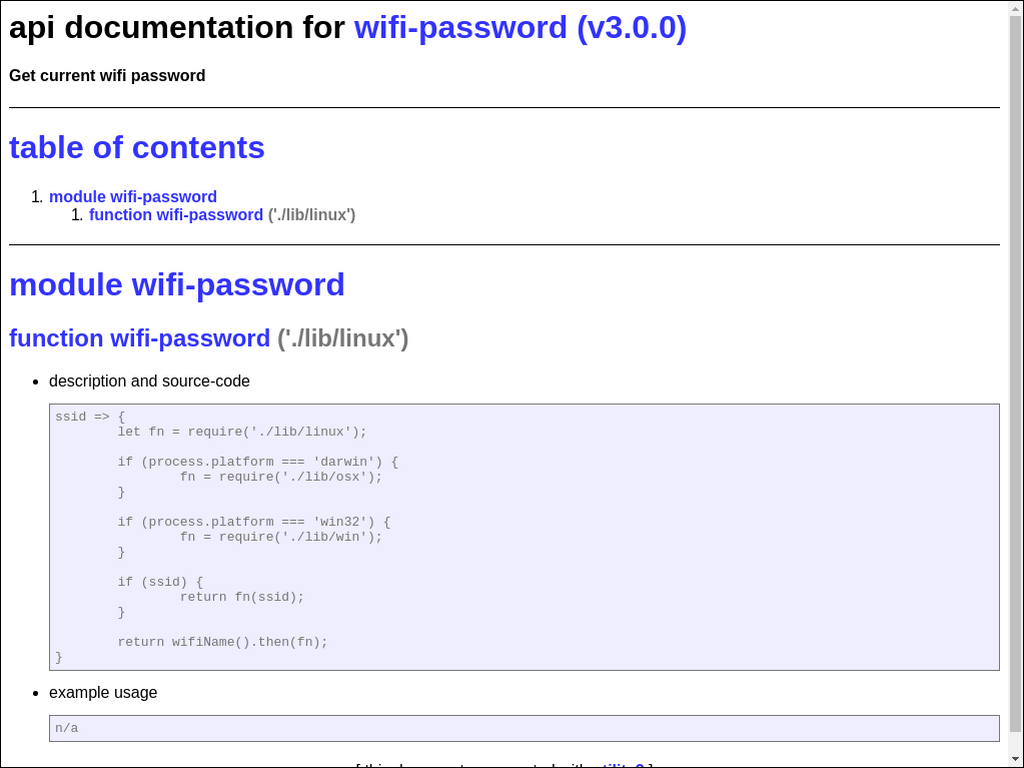 api documentation for wifi-password (v3.0.0)
Get current wifi password
table of contents
1. module wifi-password
1. function wifi-password ('./lib/linux')
module wifi-password
function wifi-password ('./lib/linux')
• description and source-code
ssid => {
let fn = require('./lib/linux');
if (process.platform === 'darwin') {
fn = require('./lib/osx');
}
if (process.platform === 'win32') {
fn = require('./lib/win');
}
if (ssid) {
return fn(ssid);
}
return wifiName().then(fn);
}
• example usage
n/a